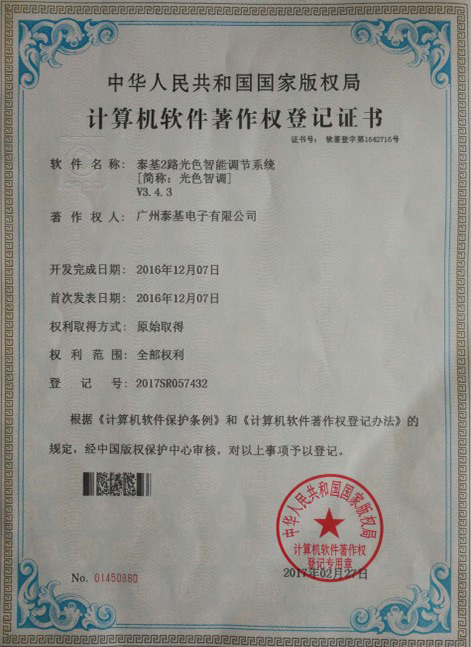 中华人民共和国国家版权局
计算机软件著作权登记证书
证书号： 软著登字第1642716号
软件名称： 泰基2路光色智能调节系统
[简称：光色智调]
V3.4.3
著作权人： 广州泰基电子有限公司
开发完成日期： 2016年12月07日
首次发表日期： 2016年12月07日
权利取得方式： 原始取得
权利范围： 全部权利
登记号： 2017SR057432
根据《计算机软件保护条例》和《计算机软件著作权登记办法》的
规定，经中国版权保护中心审核，对以上事项予以登记。
中华人民共和国国家版权局
计算机软件著作权
登记专用章
2017年02月27日
No. 01450860